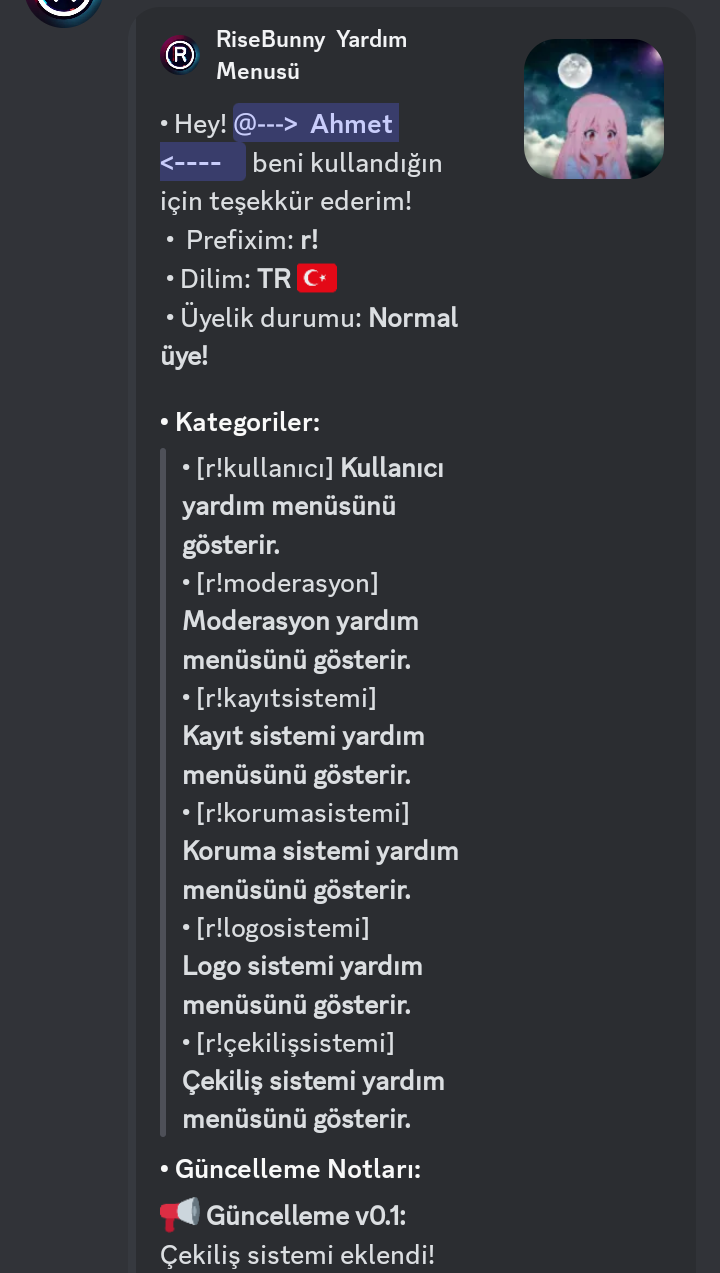 RiseBunny Yardım
Menusü
• Hey! @---> Ahmet
<---- beni kullandığın
için teşekkür ederim!
• Prefixim: r!
• Dilim: TR
• Üyelik durumu: Normal
üye!
• Kategoriler:
• [r!kullanıcı] Kullanıcı
yardım menüsünü
gösterir.
• [r!moderasyon]
Moderasyon yardım
menüsünü gösterir.
• [r!kayıtsistemi]
Kayıt sistemi yardım
menüsünü gösterir.
• [r!korumasistemi]
Koruma sistemi yardım
menüsünü gösterir.
• [r!logosistemi]
Logo sistemi yardım
menüsünü gösterir.
• [r!çekilişsistemi]
Çekiliş sistemi yardım
menüsünü gösterir.
• Güncelleme Notları:
Güncelleme v0.1:
Çekiliş sistemi eklendi!